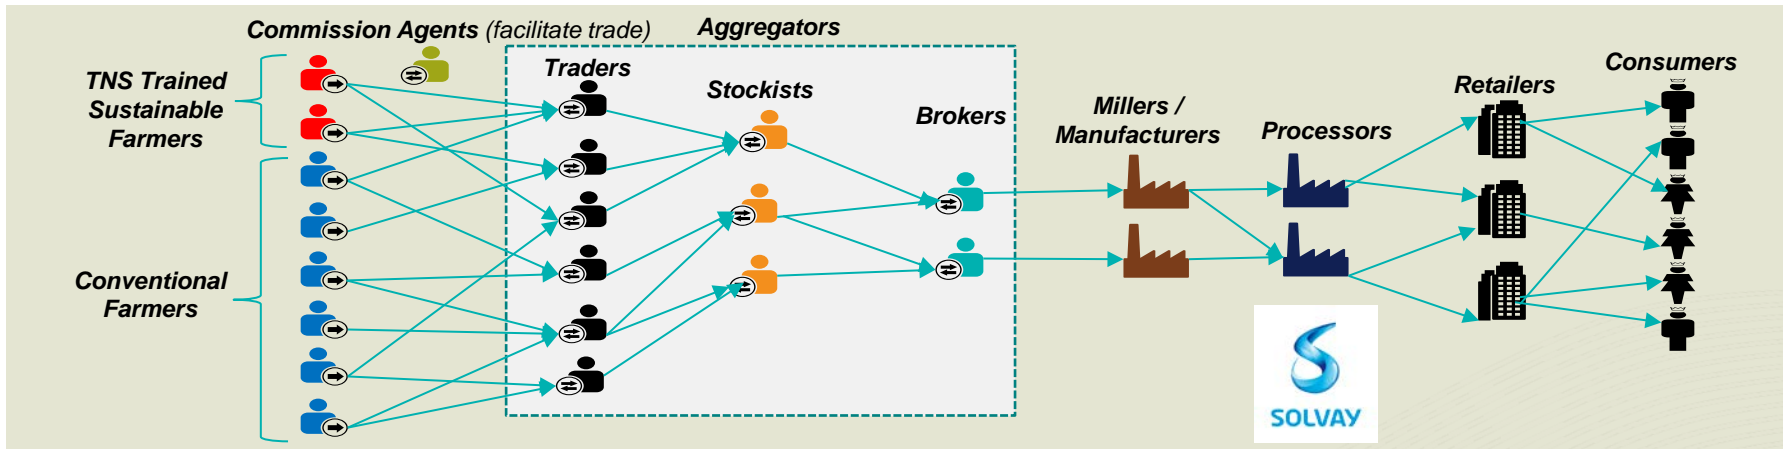 Commission Agents (facilitate trade)
Aggregators
TNS Trained
Sustainable
Farmers
Conventional
Farmers
Traders
Stockists
Brokers
Millers /
Manufacturers
Processors
Retailers
Consumers
SOLVAY